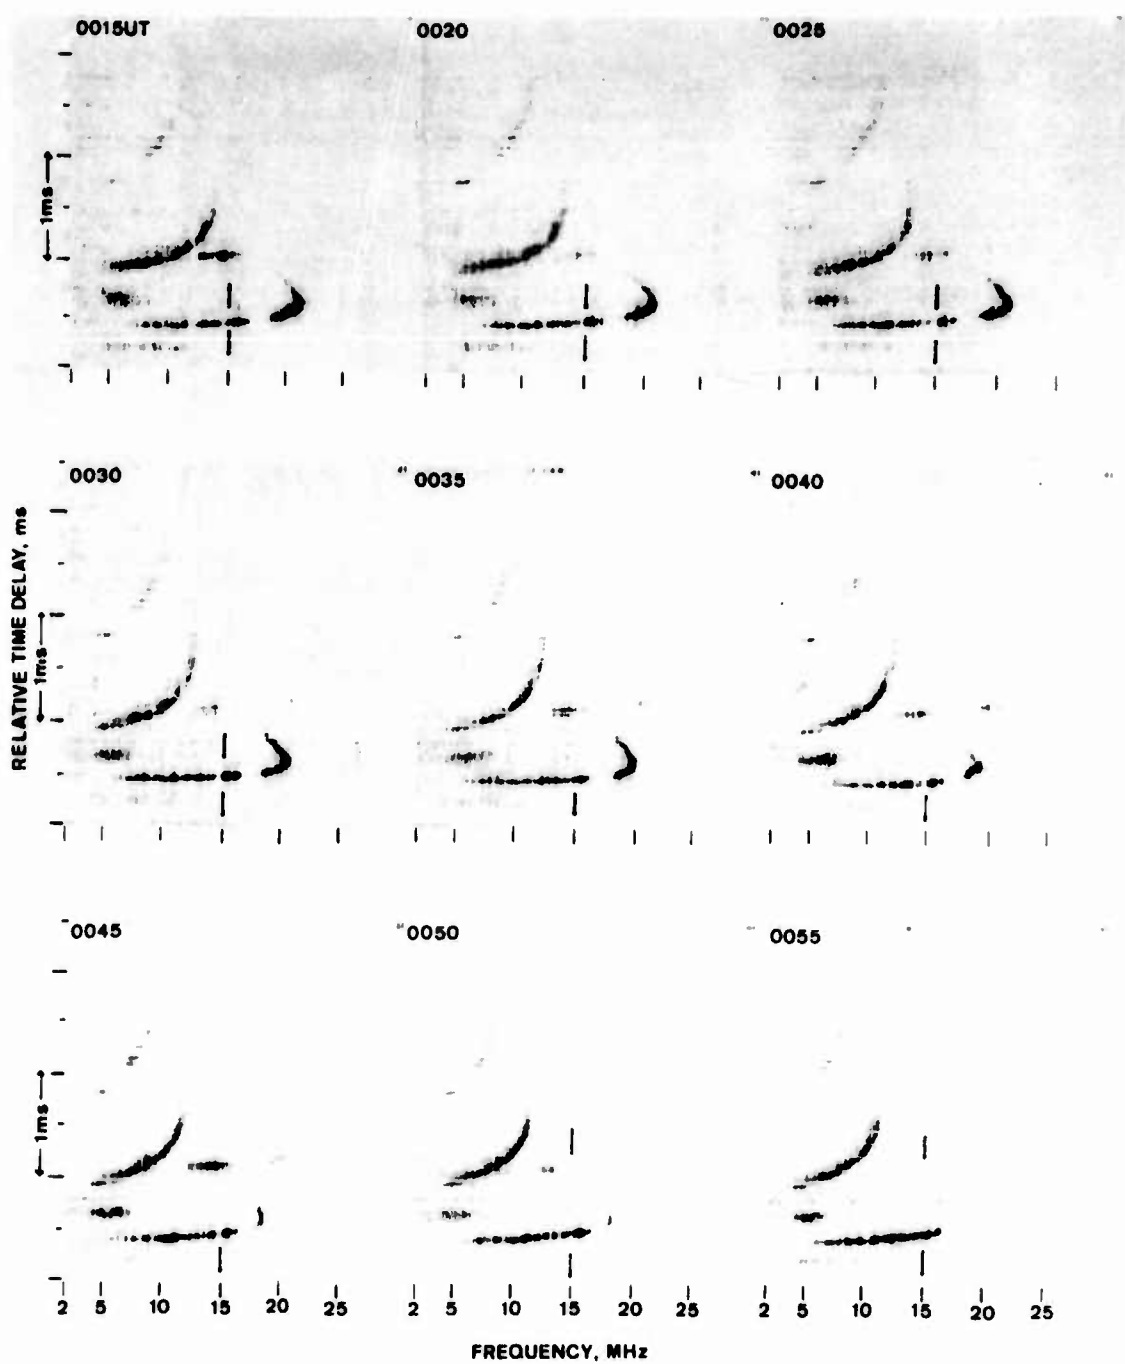 0015UT 0020 0025
1ms
0030 0035 0040
RELATIVE TIME DELAY, ms
1ms
0045 0050 0055
1ms
2 5 10 15 20 25 2 5 10 15 20 25 2 5 10 15 20 25
FREQUENCY, MHz